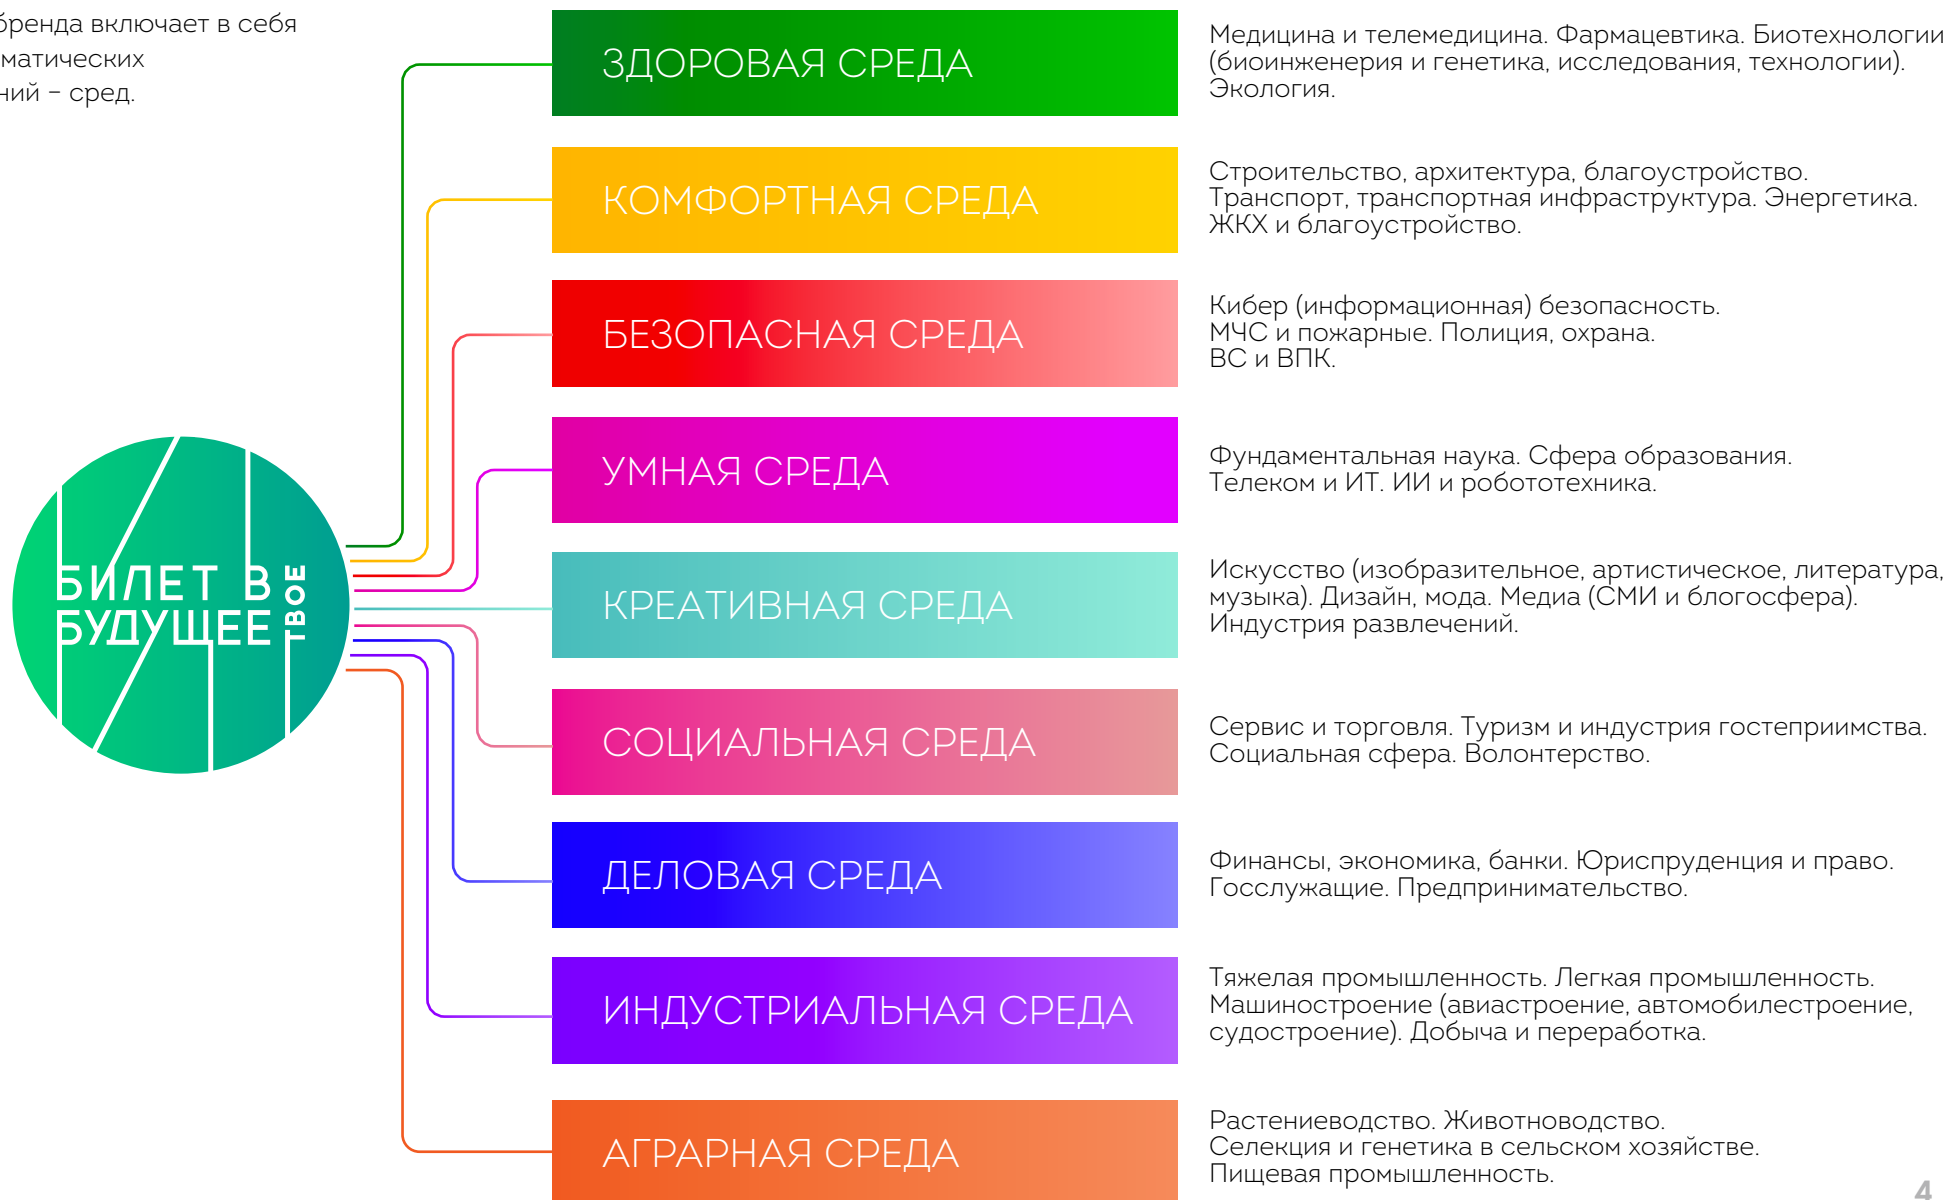 бренда включает в себя
– сред.
БИЛЕТ В
БУДУЩЕЕ
ТВОЕ
ЗДОРОВАЯ СРЕДА
Медицина и телемедицина. Фармацевтика. Биотехнологии
(биоинженерия и генетика, исследования, технологии).
Экология.
КОМФОРТНАЯ СРЕДА
Строительство, архитектура, благоустройство.
Транспорт, транспортная инфраструктура. Энергетика.
ЖКХ и благоустройство.
БЕЗОПАСНАЯ СРЕДА
Кибер (информационная) безопасность.
МЧС и пожарные. Полиция, охрана.
ВС и ВПК.
УМНАЯ СРЕДА
Фундаментальная наука. Сфера образования.
Телеком и ИТ. ИИ и робототехника.
КРЕАТИВНАЯ СРЕДА
Искусство (изобразительное, артистическое, литература,
музыка). Дизайн, мода. Медиа (СМИ и блогосфера).
Индустрия развлечений.
СОЦИАЛЬНАЯ СРЕДА
Сервис и торговля. Туризм и индустрия гостеприимства.
Социальная сфера. Волонтерство.
ДЕЛОВАЯ СРЕДА
Финансы, экономика, банки. Юриспруденция и право.
Госслужащие. Предпринимательство.
ИНДУСТРИАЛЬНАЯ СРЕДА
Тяжелая промышленность. Легкая промышленность.
Машиностроение (авиастроение, автомобилестроение,
судостроение). Добыча и переработка.
АГРАРНАЯ СРЕДА
Растениеводство. Животноводство.
Селекция и генетика в сельском хозяйстве.
Пищевая промышленность.
4